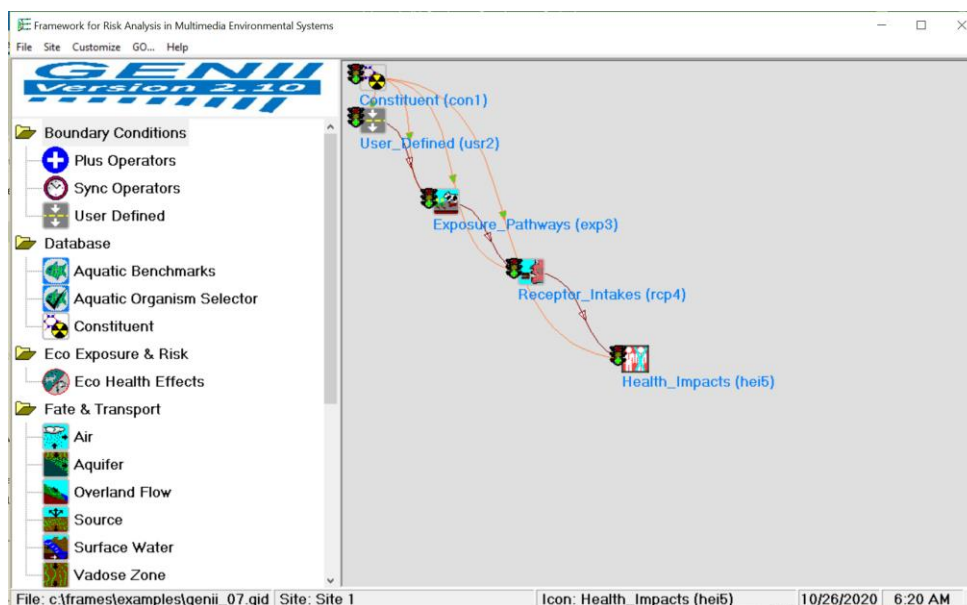 Framework for Risk Analysis in Multimedia Environmental Systems
File Site Customize GO... Help
GENII
Version 2.10
Boundary Conditions
Plus Operators
Sync Operators
User Defined
Database
Aquatic Benchmarks
Aquatic Organism Selector
Constituent
Eco Exposure & Risk
Eco Health Effects
Fate & Transport
Air
Aquifer
Overland Flow
Source
Surface Water
Vadose Zone
Constituent (con1)
User_Defined (usr2)
Exposure_Pathways (exp3)
Receptor_Intakes (rcp4)
Health_Impacts (hei5)
File: c:\frames\examples\genii_07.gid Site: Site 1 Icon: Health_Impacts (hei5) 10/26/2020 6:20 AM